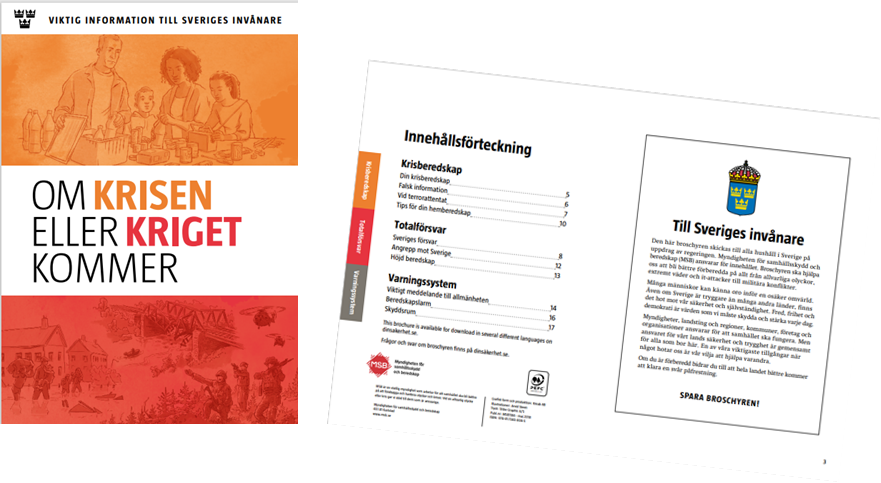 VIKTIG INFORMATION TILL SVERIGES INVÅNARE
OM KRISEN
ELLER KRIGET
KOMMER
Innehållsförteckning
Krisberedskap
Din krisberedskap 5
Falsk information 6
Vid terrorattentat 7
Tips för din hemberedskap 10
Totalförsvar
Sveriges försvar 8
Angrepp mot Sverige 12
Höjd beredskap 13
Varningssystem
Viktigt meddelande till allmänheten 14
Beredskapslarm 16
Skyddsrum 17
This brochure is available for download in several different languages on
dinsäkerhet.se.
Frågor och svar om broschyren finns på dinsäkerhet.se.
Krisberedskap
Totalförsvar
Varningssystem
MSB
Myndigheten för
samhällsskydd
och beredskap
PEFC
Myndigheten för samhällsskydd och beredskap
www.msb.se
Till Sveriges invånare
Den här broschyren skickas till alla hushåll i Sverige på
uppdrag av regeringen. Myndigheten för samhällsskydd och
beredskap (MSB) ansvarar för innehållet. Broschyren ska hjälpa
oss att bli bättre förberedda på allt från allvarliga olyckor,
extremt väder och it-attacker till militära konflikter.
Många människor kan känna oro inför en osäker omvärld.
Även om Sverige är tryggare än många andra länder, finns
det hot mot vår säkerhet och självständighet. Fred, frihet och
demokrati är värden som vi måste skydda och stärka varje dag.
Myndigheter, landsting och regioner, kommuner, företag och
organisationer ansvarar för att samhället ska fungera. Men
ansvaret för vårt lands säkerhet och trygghet är gemensamt
för alla som bor här. En av våra viktigaste tillgångar när
något hotar oss är vår vilja att hjälpa varandra.
Om du är förberedd bidrar du till att hela landet bättre kommer
att klara en svår påfrestning.
SPARA BROSCHYREN!
3